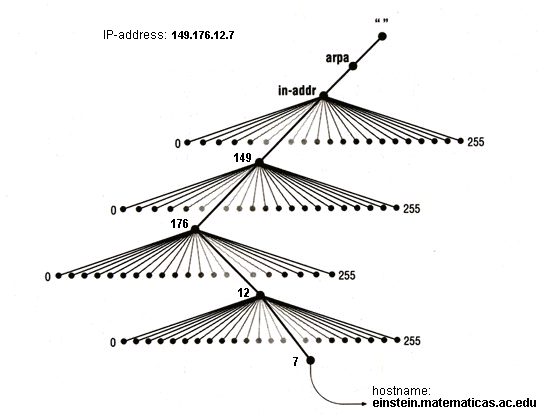 “ ”
IP-address: 149.176.12.7
arpa
in-addr
0 255
149
0 255
176
0 255
12
0 255
7
hostname:
einstein.matematicas.ac.edu